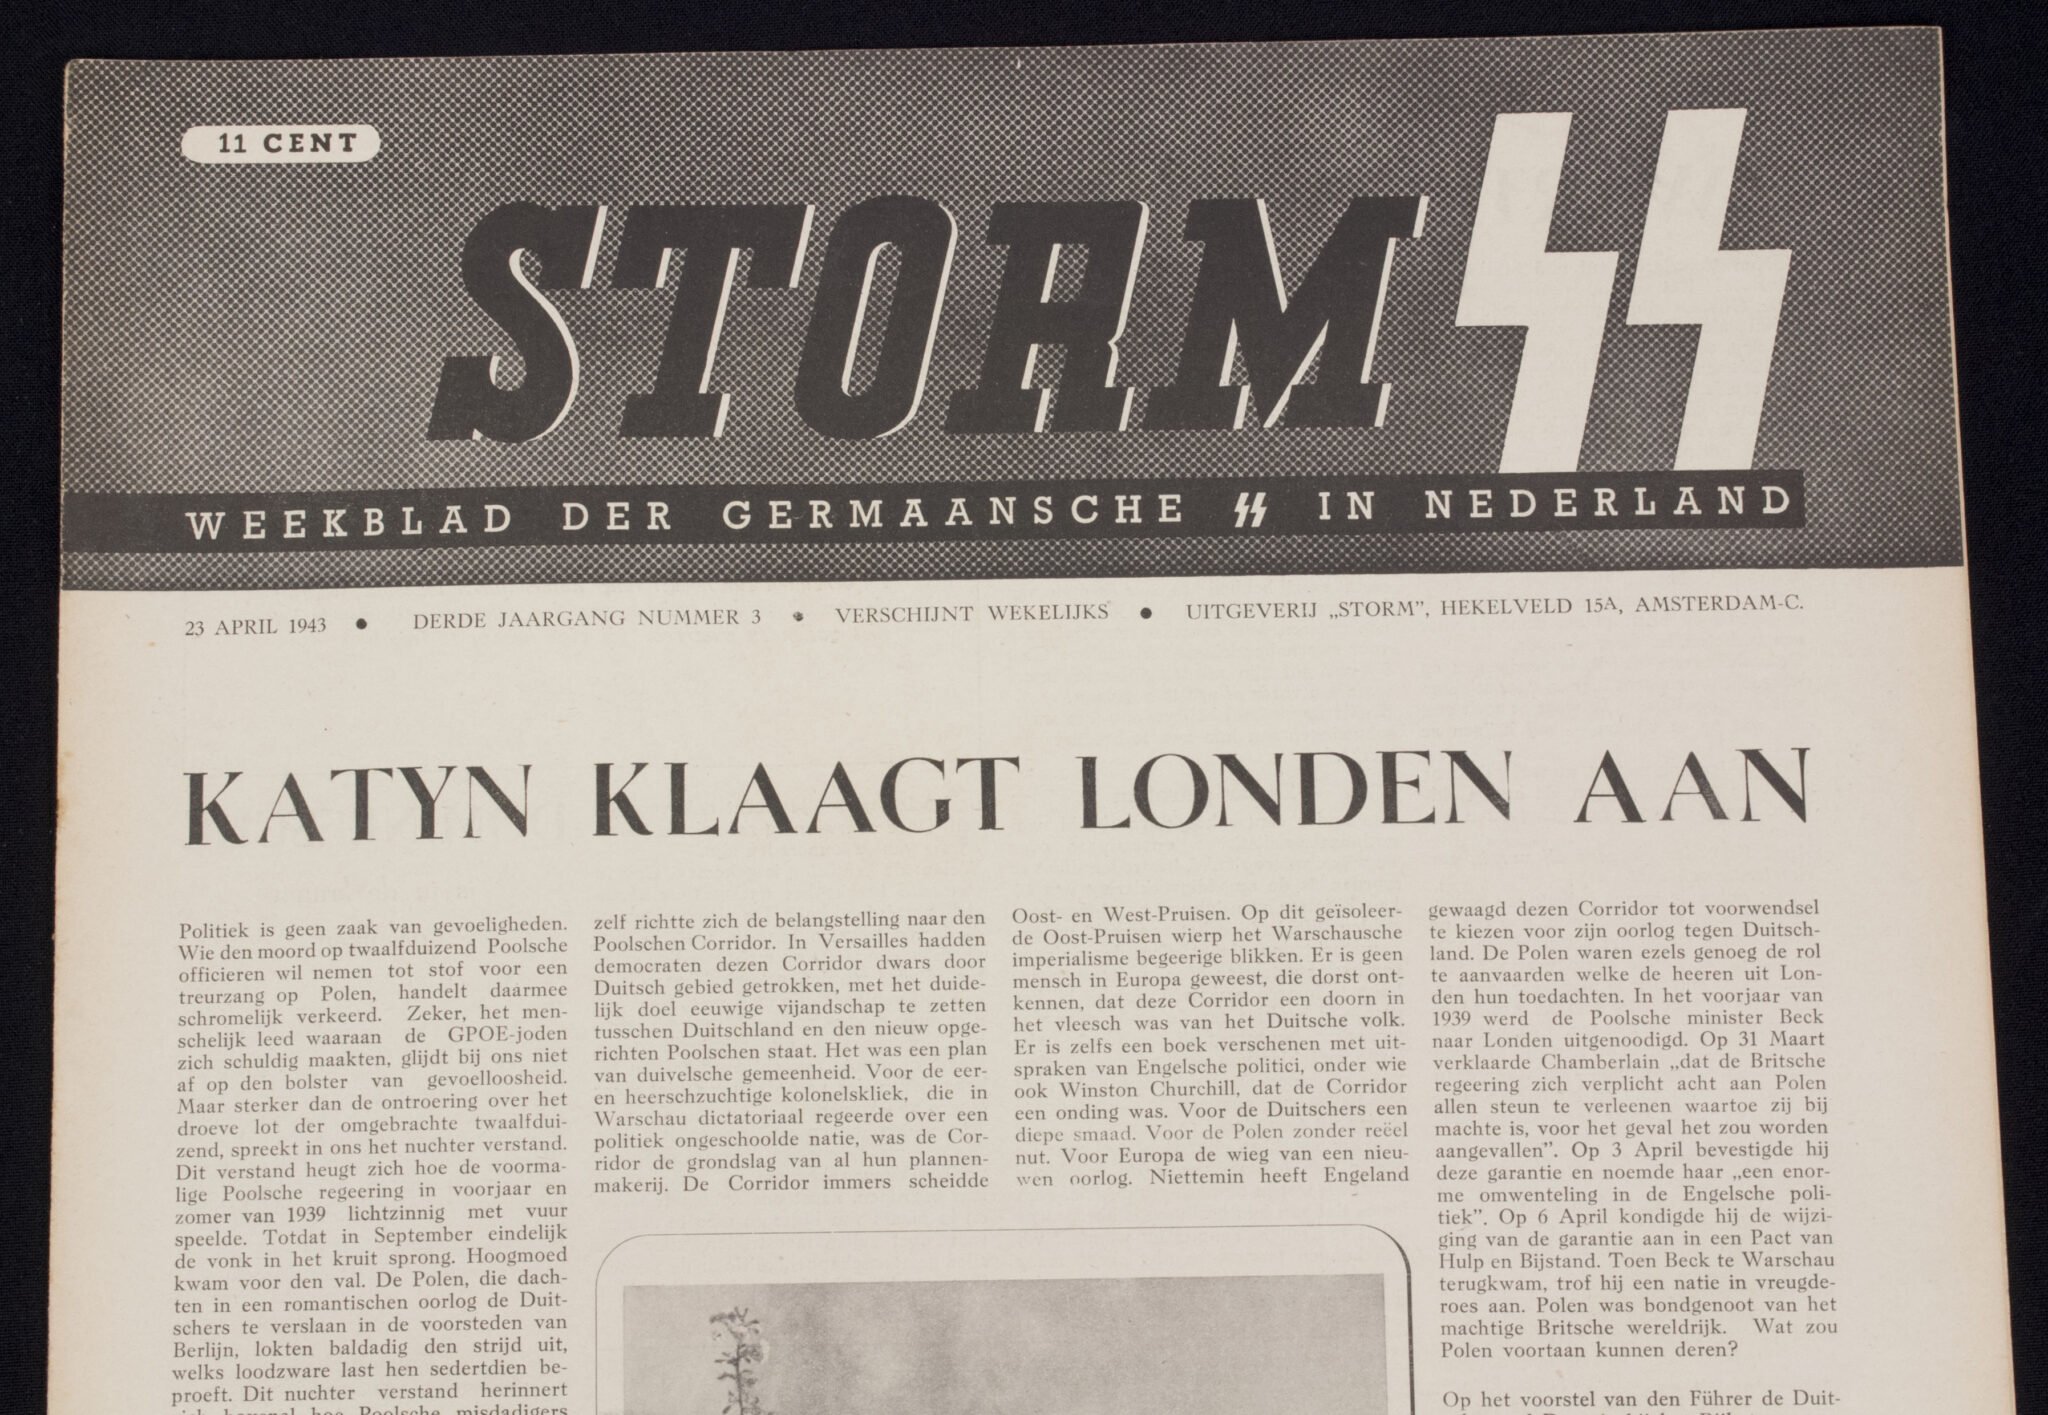 11 CENT
STORM SS
WEEKBLAD DER GERMAANSCHE SS IN NEDERLAND
23 APRIL 1943 ● DERDE JAARGANG NUMMER 3 ● VERSCHIJNT WEKELIJKS ● UITGEVERIJ „STORM”, HEKELVELD 15A, AMSTERDAM-C.
KATYN KLAAGT LONDEN AAN
Politiek is geen zaak van gevoeligheden.
Wie den moord op twaalfduizend Poolsche
officieren wil nemen tot stof voor een
treurzang op Polen, handelt daarmee
schromelijk verkeerd. Zeker, het men-
schelijk leed waaraan de GPOE-joden
zich schuldig maakten, glijdt bij ons niet
af op den bolster van gevoelloosheid.
Maar sterker dan de ontroering over het
droeve lot der omgebrachte twaalfdui-
zend, spreekt in ons het nuchter verstand.
Dit verstand heugt zich hoe de voorma-
lige Poolsche regeering in voorjaar en
zomer van 1939 lichtzinnig met vuur
speelde. Totdat in September eindelijk
de vonk in het kruit sprong. Hoogmoed
kwam voor den val. De Polen, die dach-
ten in een romantischen oorlog de Duit-
schers te verslaan in de voorsteden van
Berlijn, lokten baldadig den strijd uit,
welks loodzware last hen sedertdien be-
proeft. Dit nuchter verstand herinnert
hoe Poolsche misdadigers
zelf richtte zich de belangstelling naar den
Poolschen Corridor. In Versailles hadden
democraten dezen Corridor dwars door
Duitsch gebied getrokken, met het duide-
lijk doel eeuwige vijandschap te zetten
tusschen Duitschland en den nieuw opge-
richten Poolschen staat. Het was een plan
van duivelsche gemeenheid. Voor de eer-
en heerschzuchtige kolonelskliek, die in
Warschau dictatoriaal regeerde over een
politiek ongeschoolde natie, was de Cor-
ridor de grondslag van al hun plannen-
makerij. De Corridor immers scheidde
Oost- en West-Pruisen. Op dit geïsoleer-
de Oost-Pruisen wierp het Warschausche
imperialisme begeerige blikken. Er is geen
mensch in Europa geweest, die dorst ont-
kennen, dat deze Corridor een doorn in
het vleesch was van het Duitsche volk.
Er is zelfs een boek verschenen met uit-
spraken van Engelsche politici, onder wie
ook Winston Churchill, dat de Corridor
een onding was. Voor de Duitschers een
diepe smaad. Voor de Polen zonder reëel
nut. Voor Europa de wieg van een nieu-
wen oorlog. Niettemin heeft Engeland
gewaagd dezen Corridor tot voorwendsel
te kiezen voor zijn oorlog tegen Duitsch-
land. De Polen waren ezels genoeg de rol
te aanvaarden welke de heeren uit Lon-
den hun toedachten. In het voorjaar van
1939 werd de Poolsche minister Beck
naar Londen uitgenoodigd. Op 31 Maart
verklaarde Chamberlain „dat de Britsche
regeering zich verplicht acht aan Polen
allen steun te verleenen waartoe zij bij
machte is, voor het geval het zou worden
aangevallen”. Op 3 April bevestigde hij
deze garantie en noemde haar „een enor-
me omwenteling in de Engelsche poli-
tiek”. Op 6 April kondigde hij de wijzi-
ging van de garantie aan in een Pact van
Hulp en Bijstand. Toen Beck te Warschau
terugkwam, trof hij een natie in vreugde-
roes aan. Polen was bondgenoot van het
machtige Britsche wereldrijk. Wat zou
Polen voortaan kunnen deren?
Op het voorstel van den Führer de Duit-